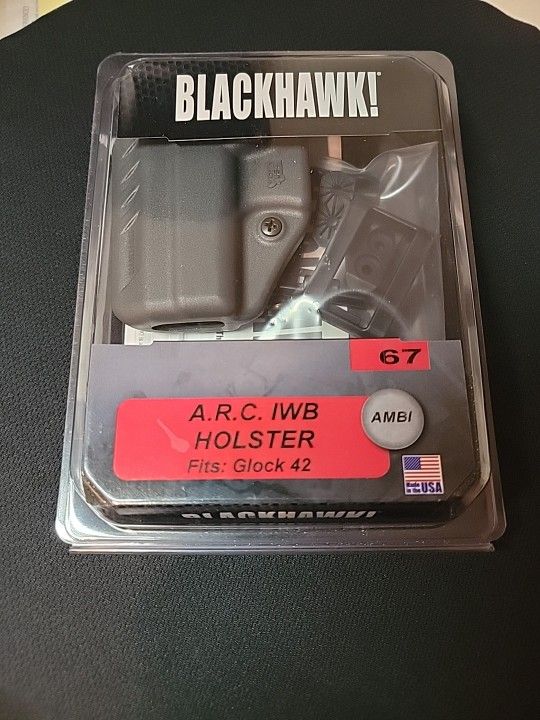 BLACKHAWK!
67
A.R.C. IWB
HOLSTER
Fits: Glock 42
AMBI
Made
in the USA
BLACKHAWK!